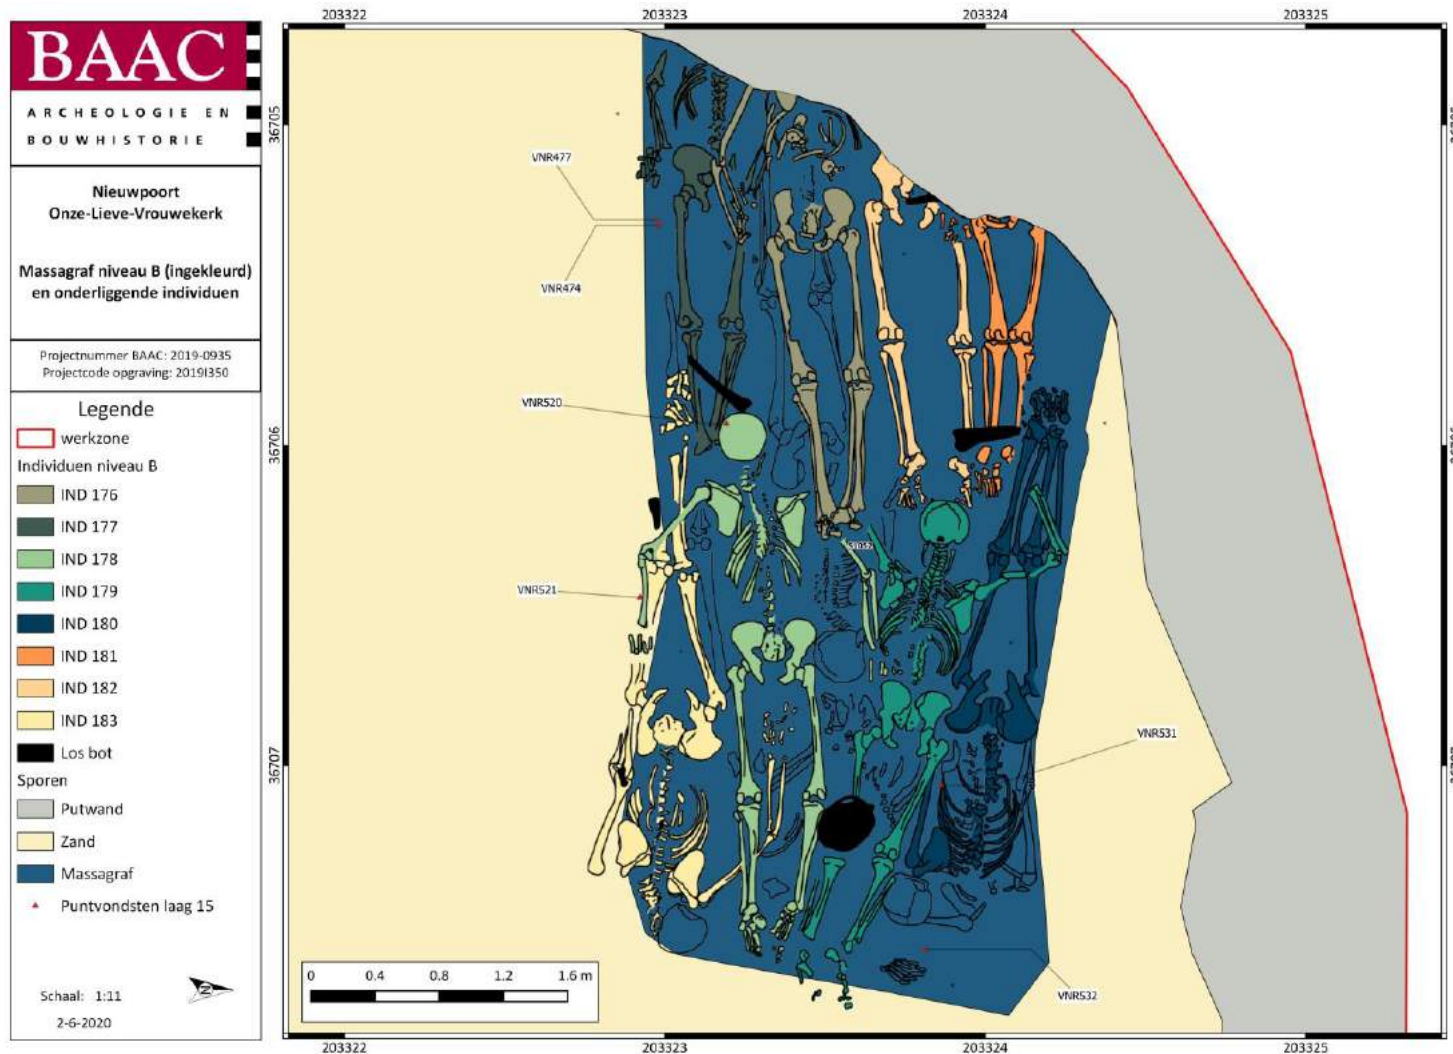 BAAC
ARCHEOLOGIE EN
BOUWHISTORIE
Nieuwpoort
Onze-Lieve-Vrouwekerk
Massagraf niveau B (ingekleurd)
en onderliggende individuen
Projectnummer BAAC: 2019-0935
Projectcode opgraving: 2019I350
Legende
werkzone
Individuen niveau B
IND 176
IND 177
IND 178
IND 179
IND 180
IND 181
IND 182
IND 183
Los bot
Sporen
Putwand
Zand
Massagraf
Puntvondsten laag 15
N
Schaal: 1:11
2-6-2020
203322
203323
203324
203325
36705
36706
36707
VNR477
VNR474
VNR520
VNR521
S1052
VNR531
VNR532
0
0.4
0.8
1.2
1.6 m
203322
203323
203324
203325